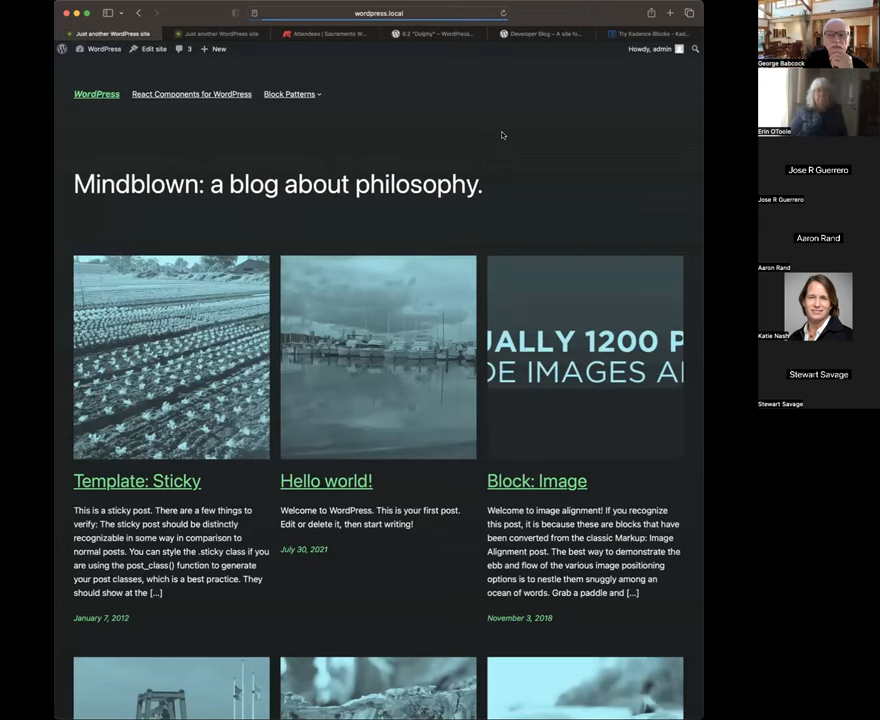 wordpress.local
Just another WordPress site
Just another WordPress site
Attendees | Sacramento W...
6.2 "Dolphy" – WordPress...
Developer Blog – A site fo...
Try Kadence Blocks - Kad...
WordPress
Edit site
3
New
Howdy, admin
WordPress
React Components for WordPress
Block Patterns
Mindblown: a blog about philosophy.
UALLY 1200 P
DE IMAGES A
Template: Sticky
This is a sticky post. There are a few things to
verify: The sticky post should be distinctly
recognizable in some way in comparison to
normal posts. You can style the .sticky class if you
are using the post_class() function to generate
your post classes, which is a best practice. They
should show at the […]
January 7, 2012
Hello world!
Welcome to WordPress. This is your first post.
Edit or delete it, then start writing!
July 30, 2021
Block: Image
Welcome to image alignment! If you recognize
this post, it is because these are blocks that have
been converted from the classic Markup: Image
Alignment post. The best way to demonstrate the
ebb and flow of the various image positioning
options is to nestle them snuggly among an
ocean of words. Grab a paddle and […]
November 3, 2018
George Babcock
Erin OToole
Jose R Guerrero
Jose R Guerrero
Aaron Rand
Aaron Rand
Katie Nash
Stewart Savage
Stewart Savage